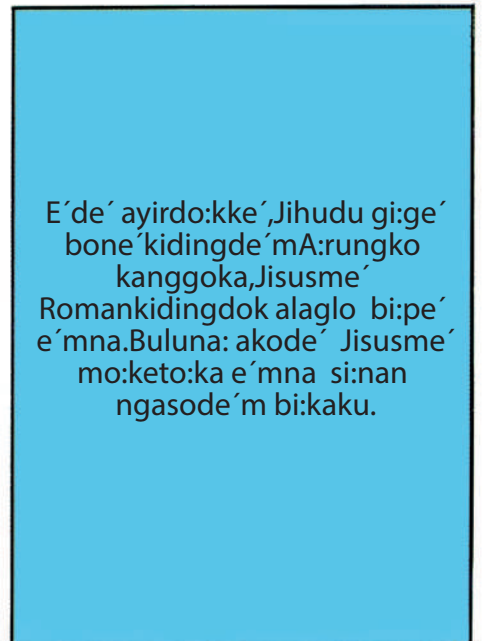 E´de´ ayirdo:kke´,Jihudu gi:ge´
bone´kidingde´mA:rungko
kanggoka,Jisusme´
Romankidingdok alaglo bi:pe´
e´mna.Buluna: akode´ Jisusme´
mo:keto:ka e´mna si:nan
ngasode´m bi:kaku.